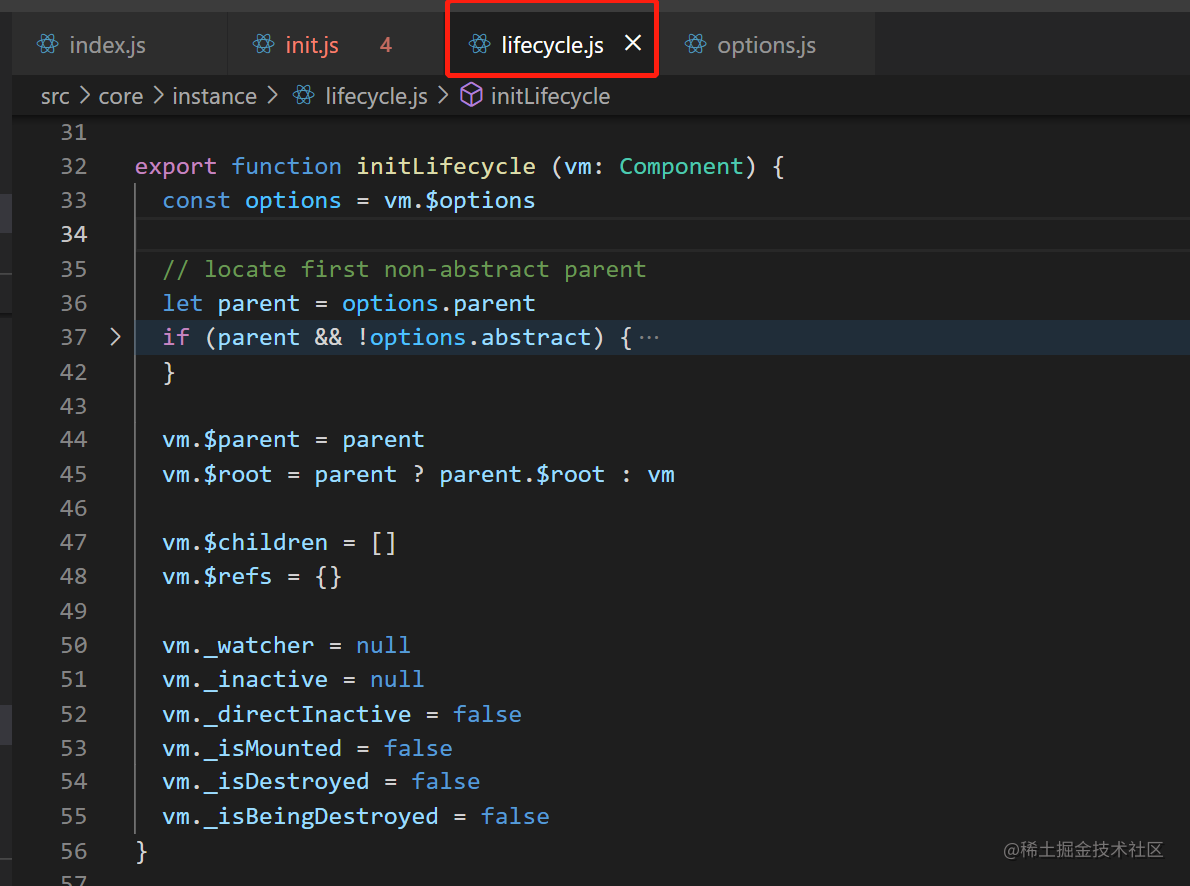 index.js
init.js 4
lifecycle.js
options.js
src > core > instance > lifecycle.js > initLifecycle
31
32 export function initLifecycle (vm: Component) {
33 const options = vm.$options
34
35 // locate first non-abstract parent
36 let parent = options.parent
37 if (parent && !options.abstract) {···
42 }
43
44 vm.$parent = parent
45 vm.$root = parent ? parent.$root : vm
46
47 vm.$children = []
48 vm.$refs = {}
49
50 vm._watcher = null
51 vm._inactive = null
52 vm._directInactive = false
53 vm._isMounted = false
54 vm._isDestroyed = false
55 vm._isBeingDestroyed = false
56 }
57
@稀土掘金技术社区